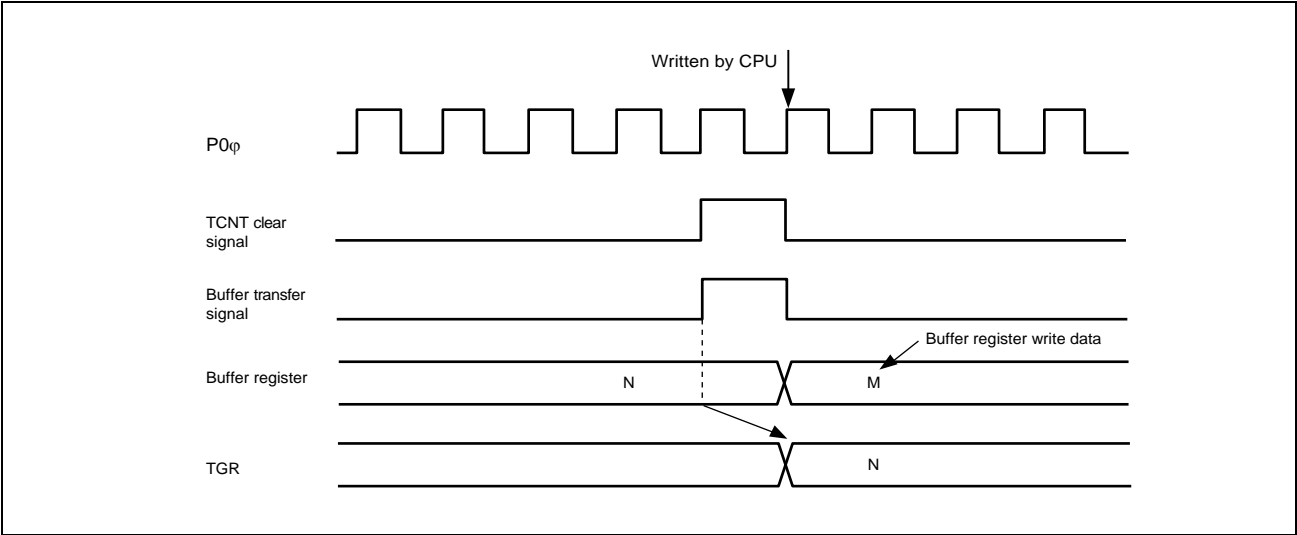 Written by CPU
P0φ
TCNT clear
signal
Buffer transfer
signal
Buffer register write data
Buffer register
N
M
TGR
N